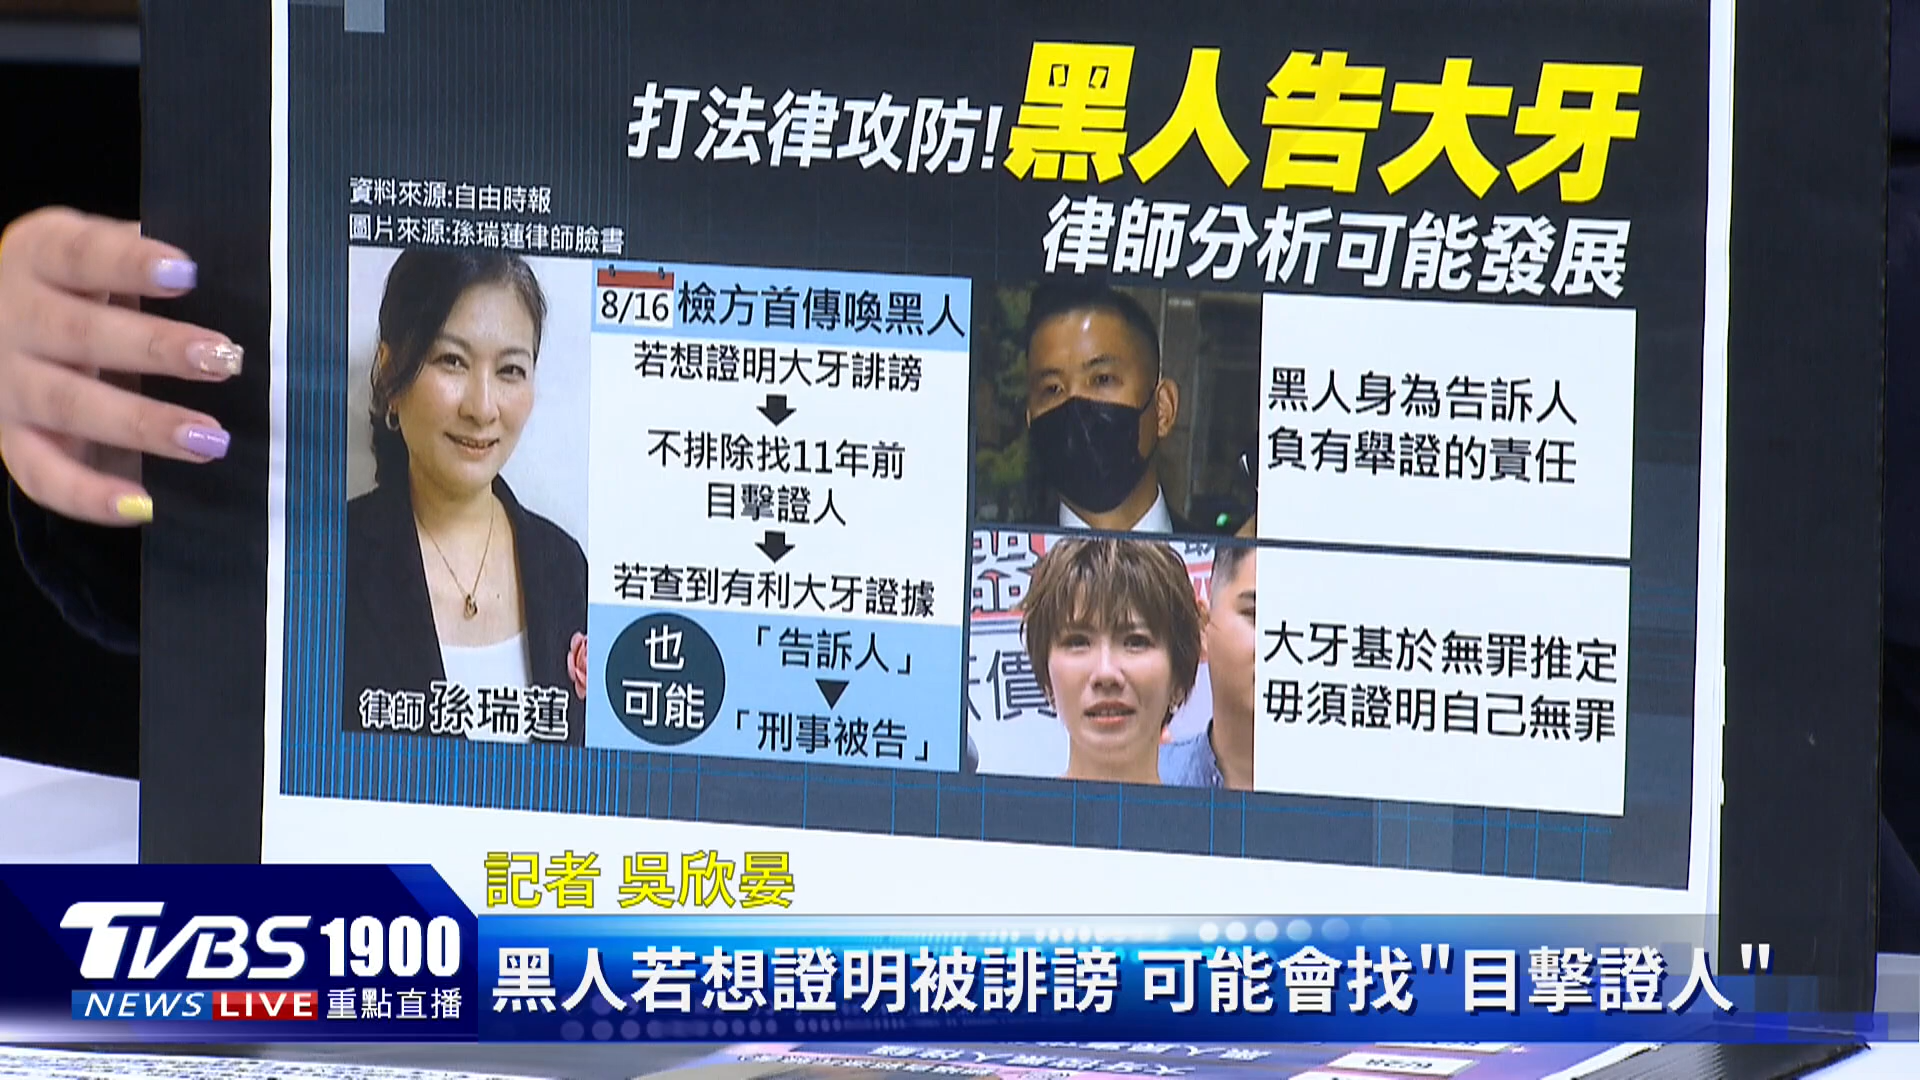 打法律攻防!黑人告大牙
律師分析可能發展
資料來源:自由時報
圖片來源:孫瑞蓮律師臉書
8/16 檢方首傳喚黑人
若想證明大牙誹謗
不排除找11年前
目擊證人
若查到有利大牙證據
也
可能
「告訴人」
「刑事被告」
律師 孫瑞蓮
黑人身為告訴人
負有舉證的責任
大牙基於無罪推定
毋須證明自己無罪
記者 吳欣晏
TVBS 1900
NEWS LIVE 重點直播
黑人若想證明被誹謗 可能會找"目擊證人"